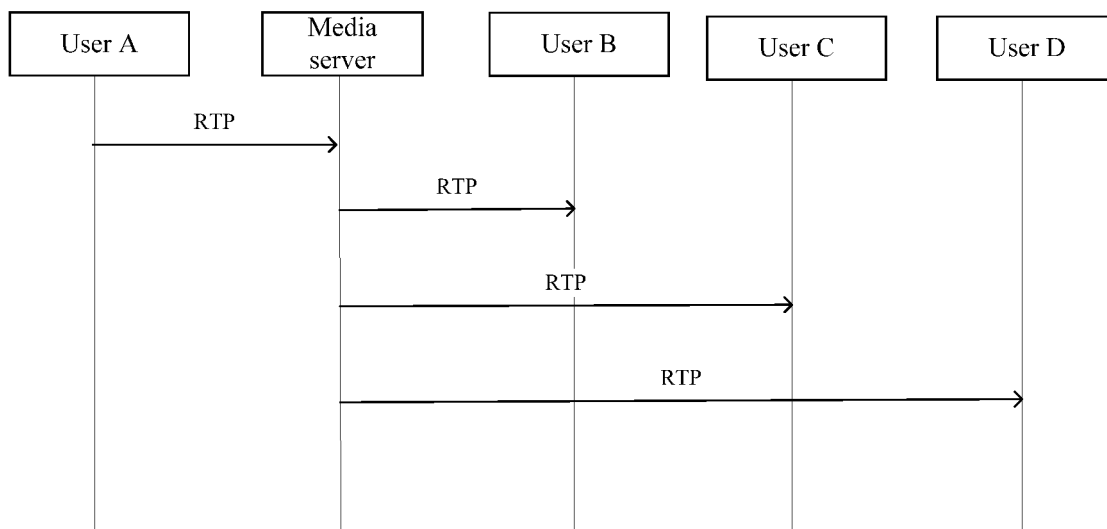 User A
Media
server
User B
User C
User D
RTP
RTP
RTP
RTP